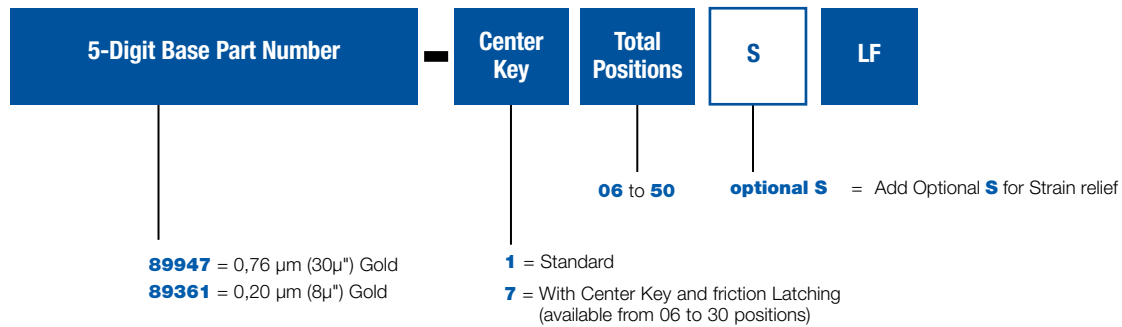 5-Digit Base Part Number
-
Center
Key
Total
Positions
S
LF
06 to 50
optional S = Add Optional S for Strain relief
89947 = 0,76 µm (30µ") Gold
89361 = 0,20 µm (8µ") Gold
1 = Standard
7 = With Center Key and friction Latching
(available from 06 to 30 positions)